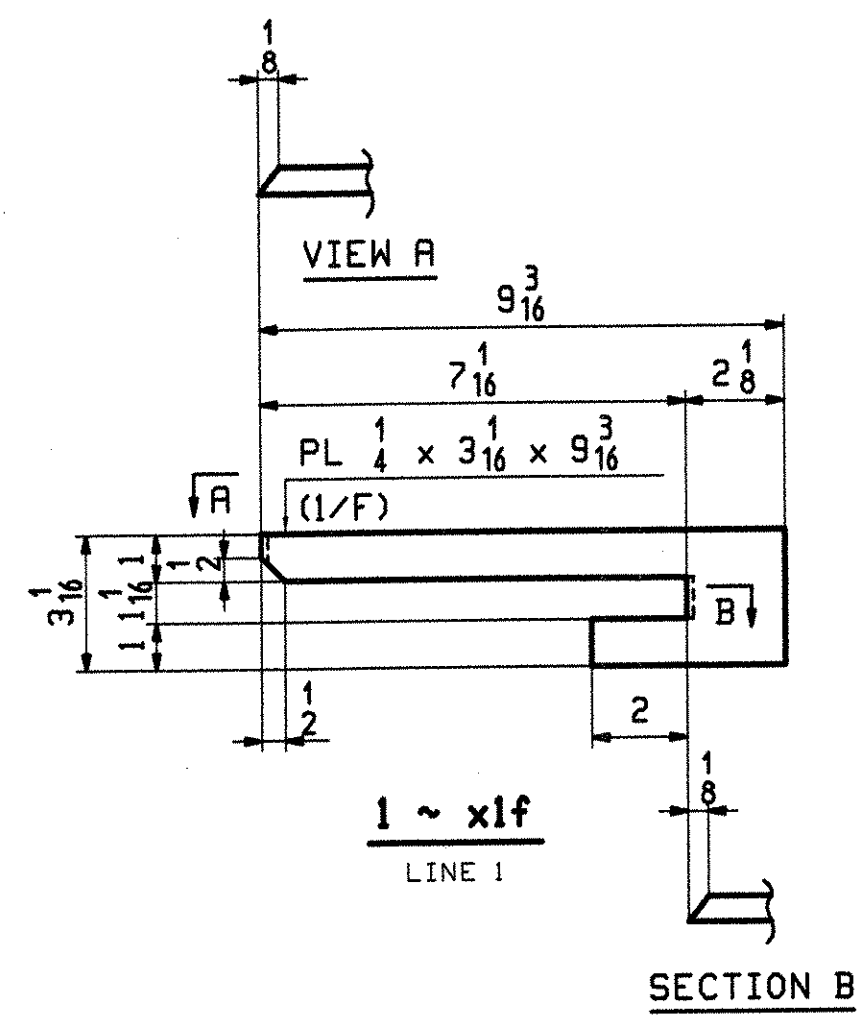 1/8
VIEW A
9 3/16
7 1/16
2 1/8
PL 1/4 x 3 1/16 x 9 3/16
(1/F)
A
1
1/2
3 1/16
1 1/16
1
B
1/2
2
1/8
1 ~ x1f
LINE 1
SECTION B